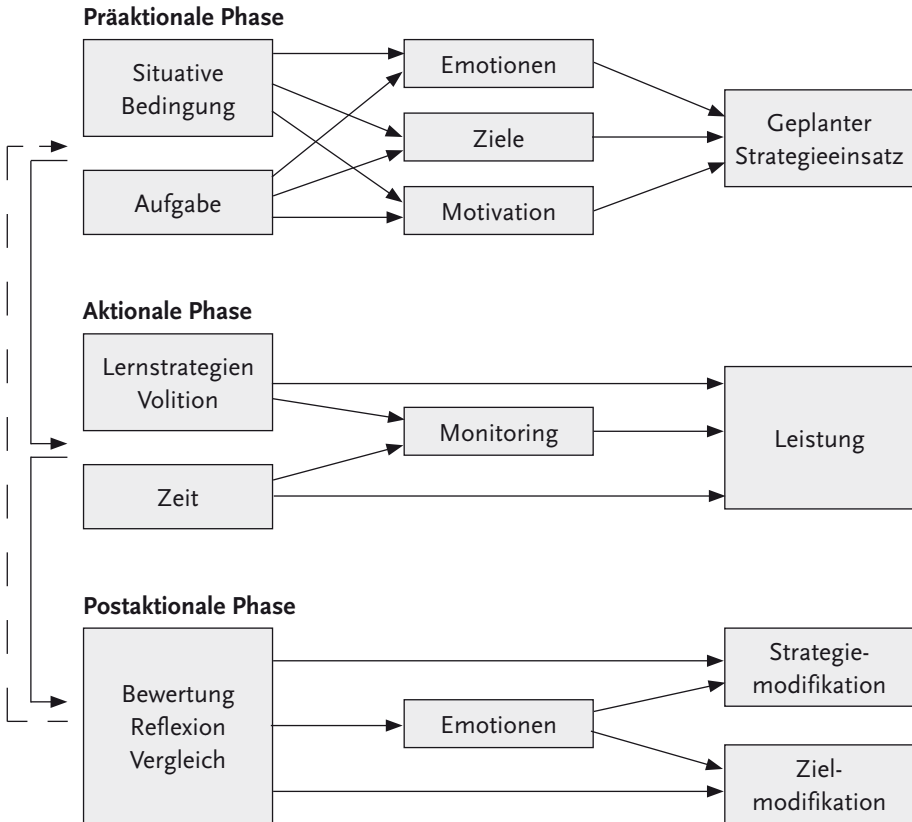 Präaktionale Phase
Situative
Bedingung
Aufgabe
Emotionen
Ziele
Motivation
Geplanter
Strategieeinsatz
Aktionale Phase
Lernstrategien
Volition
Zeit
Monitoring
Leistung
Postaktionale Phase
Bewertung
Reflexion
Vergleich
Emotionen
Strategie-
modifikation
Ziel-
modifikation